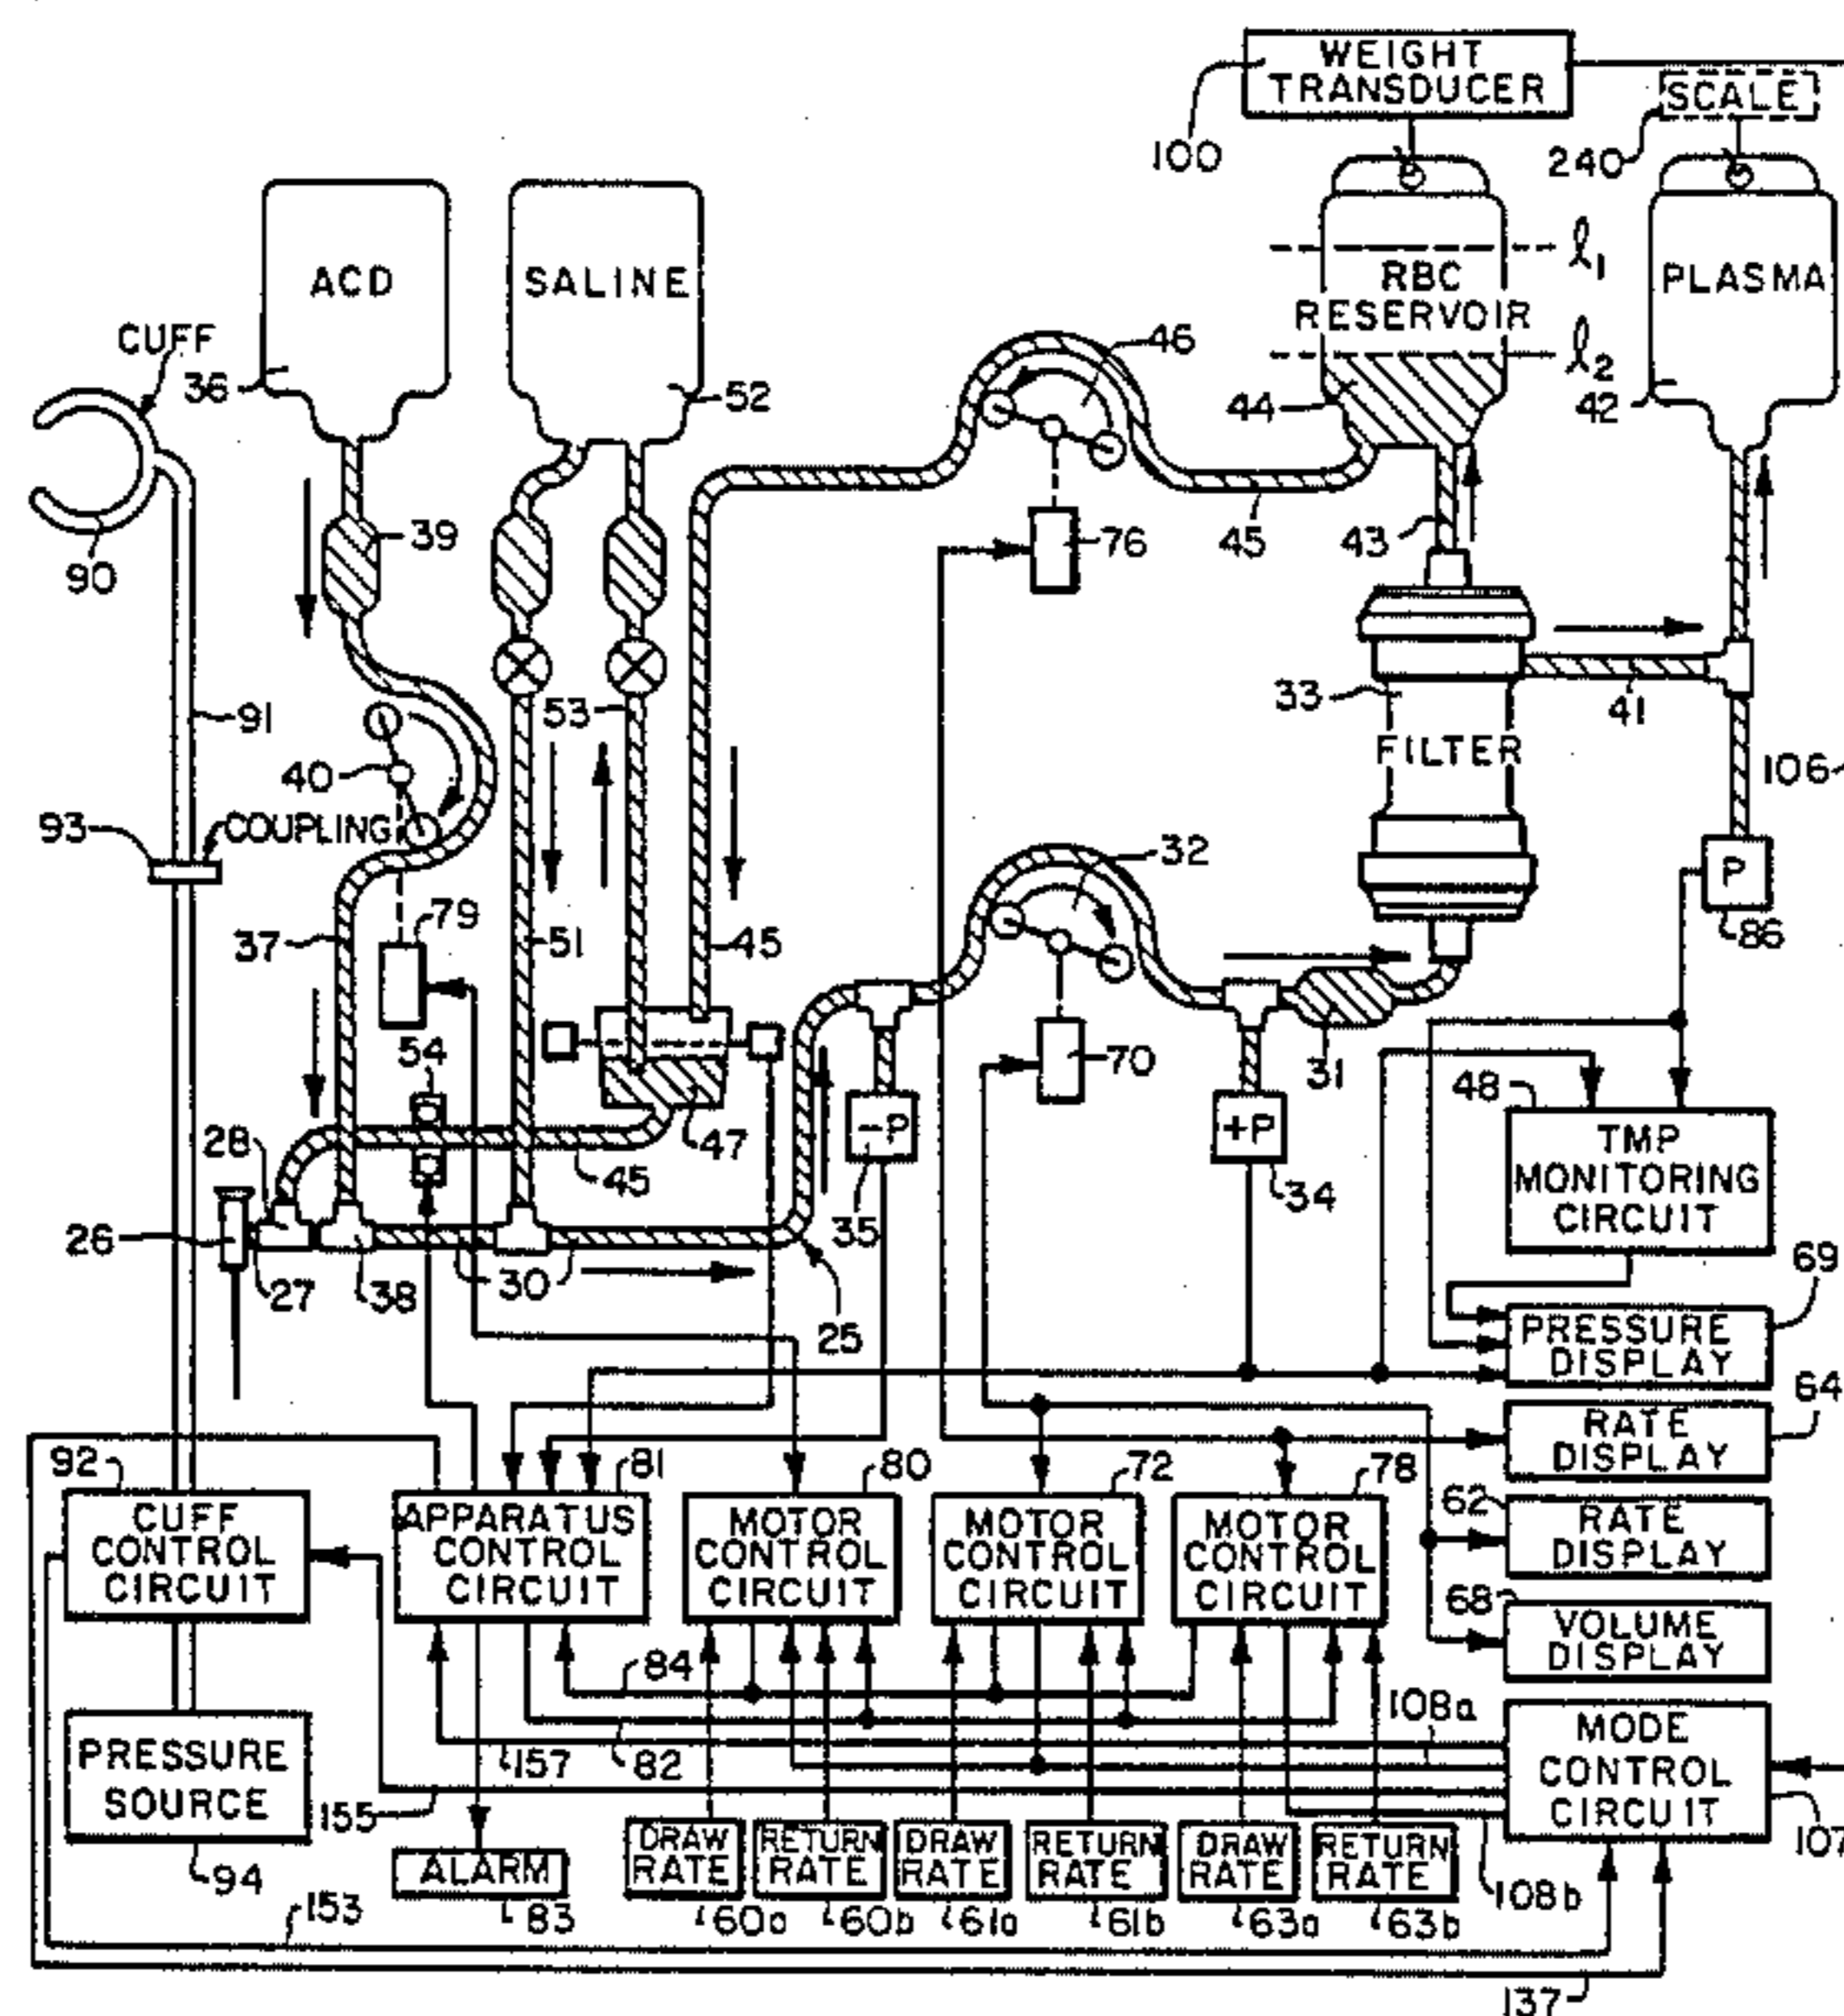 WEIGHT
TRANSDUCER
SCALE
100
240
ACD
SALINE
RBC
RESERVOIR
PLASMA
l1
l2
CUFF
36
52
46
44
42
90
39
76
45
43
91
53
33
41
40
FILTER
106
93
COUPLING
32
P
86
79
37
51
45
54
70
31
48
28
47
-P
+P
TMP
MONITORING
CIRCUIT
45
34
26
35
27
38
30
25
69
PRESSURE
DISPLAY
64
RATE
DISPLAY
92
81
80
72
78
62
CUFF
CONTROL
CIRCUIT
APPARATUS
CONTROL
CIRCUIT
MOTOR
CONTROL
CIRCUIT
MOTOR
CONTROL
CIRCUIT
MOTOR
CONTROL
CIRCUIT
RATE
DISPLAY
68
VOLUME
DISPLAY
84
108a
PRESSURE
SOURCE
157
82
MODE
CONTROL
CIRCUIT
155
94
ALARM
83
DRAW
RATE
RETURN
RATE
DRAW
RATE
RETURN
RATE
DRAW
RATE
RETURN
RATE
107
108b
153
60a
60b
61a
61b
63a
63b
137